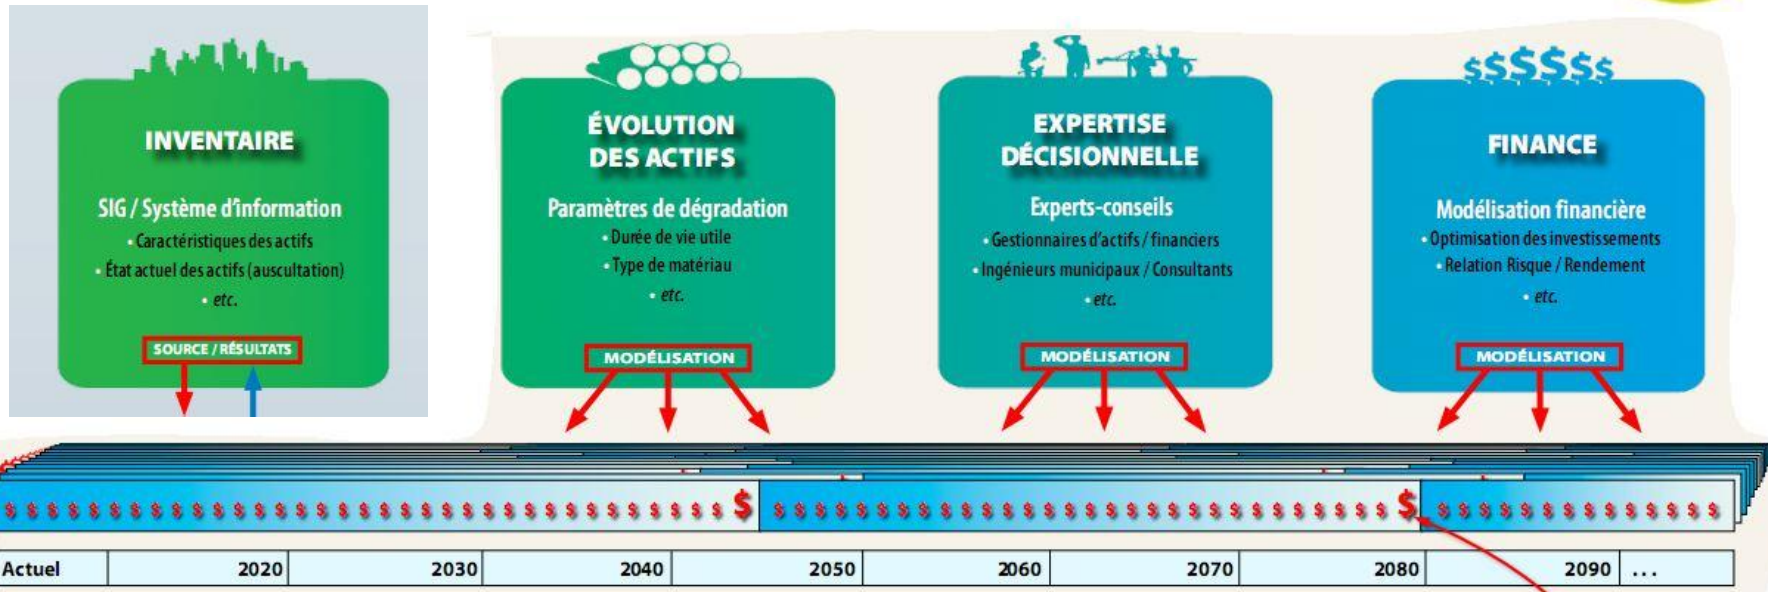 INVENTAIRE
SIG / Système d'information
• Caractéristiques des actifs
• État actuel des actifs (auscultation)
• etc.
SOURCE / RÉSULTATS
ÉVOLUTION
DES ACTIFS
Paramètres de dégradation
• Durée de vie utile
• Type de matériau
• etc.
MODÉLISATION
EXPERTISE
DÉCISIONNELLE
Experts-conseils
• Gestionnaires d'actifs / financiers
• Ingénieurs municipaux / Consultants
• etc.
MODÉLISATION
$$$$$$$
FINANCE
Modélisation financière
• Optimisation des investissements
• Relation Risque / Rendement
• etc.
MODÉLISATION
$ $ $ $ $ $ $ $ $ $ $ $ $ $ $ $ $ $ $ $ $ $ $ $ $ $ $ $ $ $ $ $ $ $ $ $ $ $ $ $ $ $ $ $ $ $ $ $ $ $ $ $ $ $ $ $ $ $ $ $ $ $ $ $ $ $ $ $ $ $ $ $ $ $ $ $ $ $ $ $ $ $
Actuel 2020 2030 2040 2050 2060 2070 2080 2090 ...